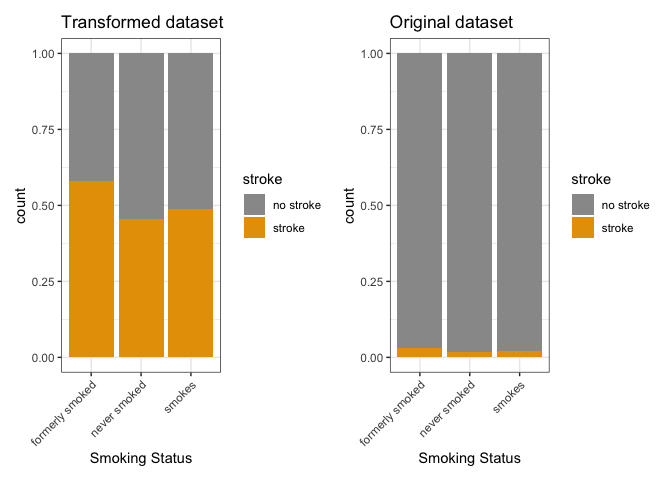 Transformed dataset
1.00
0.75
0.50
0.25
0.00
count
formerly smoked
never smoked
smokes
Smoking Status
stroke
no stroke
stroke
Original dataset
1.00
0.75
0.50
0.25
0.00
count
formerly smoked
never smoked
smokes
Smoking Status
stroke
no stroke
stroke